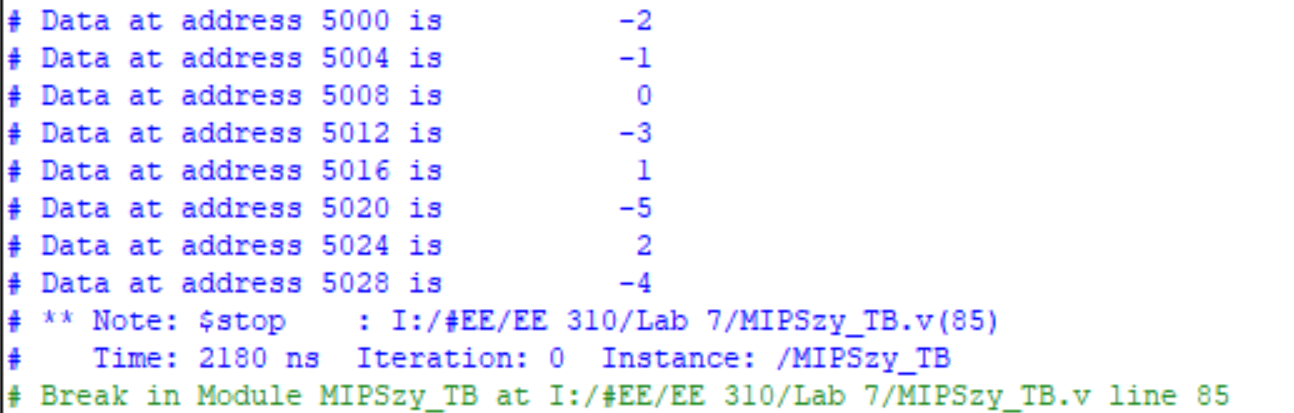 # Data at address 5000 is          -2
# Data at address 5004 is          -1
# Data at address 5008 is           0
# Data at address 5012 is          -3
# Data at address 5016 is           1
# Data at address 5020 is          -5
# Data at address 5024 is           2
# Data at address 5028 is          -4
# ** Note: $stop    : I:/#EE/EE 310/Lab 7/MIPSzy_TB.v(85)
#    Time: 2180 ns  Iteration: 0  Instance: /MIPSzy_TB
# Break in Module MIPSzy_TB at I:/#EE/EE 310/Lab 7/MIPSzy_TB.v line 85